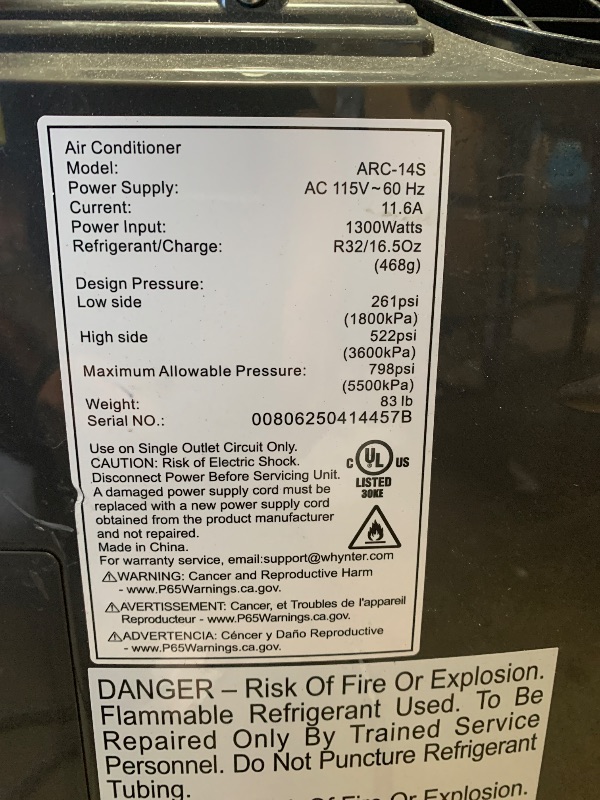 Air Conditioner
Model: ARC-14S
Power Supply: AC 115V~60 Hz
Current: 11.6A
Power Input: 1300Watts
Refrigerant/Charge: R32/16.5Oz
(468g)
Design Pressure:
Low side 261psi
(1800kPa)
High side 522psi
(3600kPa)
Maximum Allowable Pressure: 798psi
(5500kPa)
Weight: 83 lb
Serial NO.: 00806250414457B
Use on Single Outlet Circuit Only.
CAUTION: Risk of Electric Shock.
Disconnect Power Before Servicing Unit.
A damaged power supply cord must be
replaced with a new power supply cord
obtained from the product manufacturer
and not repaired.
Made in China.
For warranty service, email:support@whynter.com
C UL US
LISTED
30KE
⚠WARNING: Cancer and Reproductive Harm
- www.P65Warnings.ca.gov.
⚠AVERTISSEMENT: Cancer, et Troubles de l'appareil
Reproducteur - www.P65Warnings.ca.gov.
⚠ADVERTENCIA: Céncer y Daño Reproductive
- www.P65Warnings.ca.gov.
DANGER – Risk Of Fire Or Explosion.
Flammable Refrigerant Used. To Be
Repaired Only By Trained Service
Personnel. Do Not Puncture Refrigerant
Tubing.
Of Fire Or Explosion.